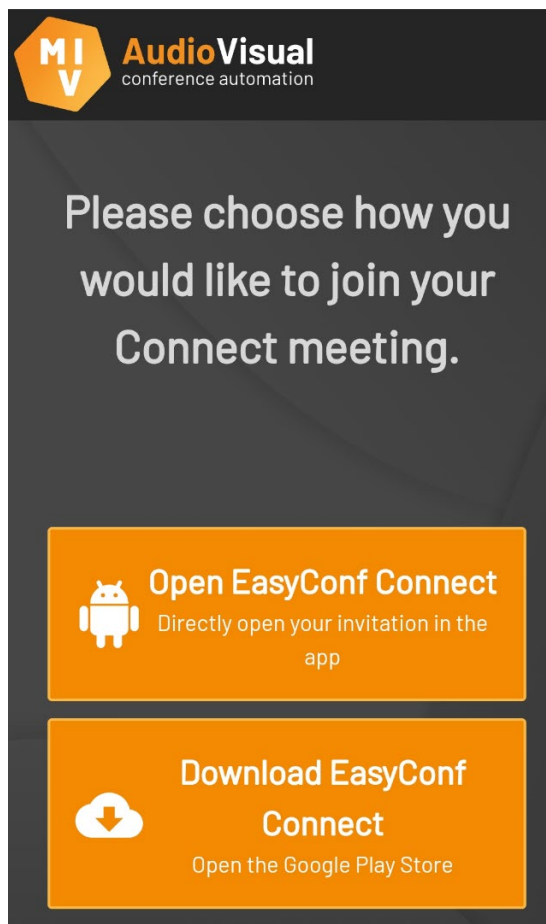 MIV
AudioVisual
conference automation
Please choose how you
would like to join your
Connect meeting.
Open EasyConf Connect
Directly open your invitation in the
app
Download EasyConf
Connect
Open the Google Play Store